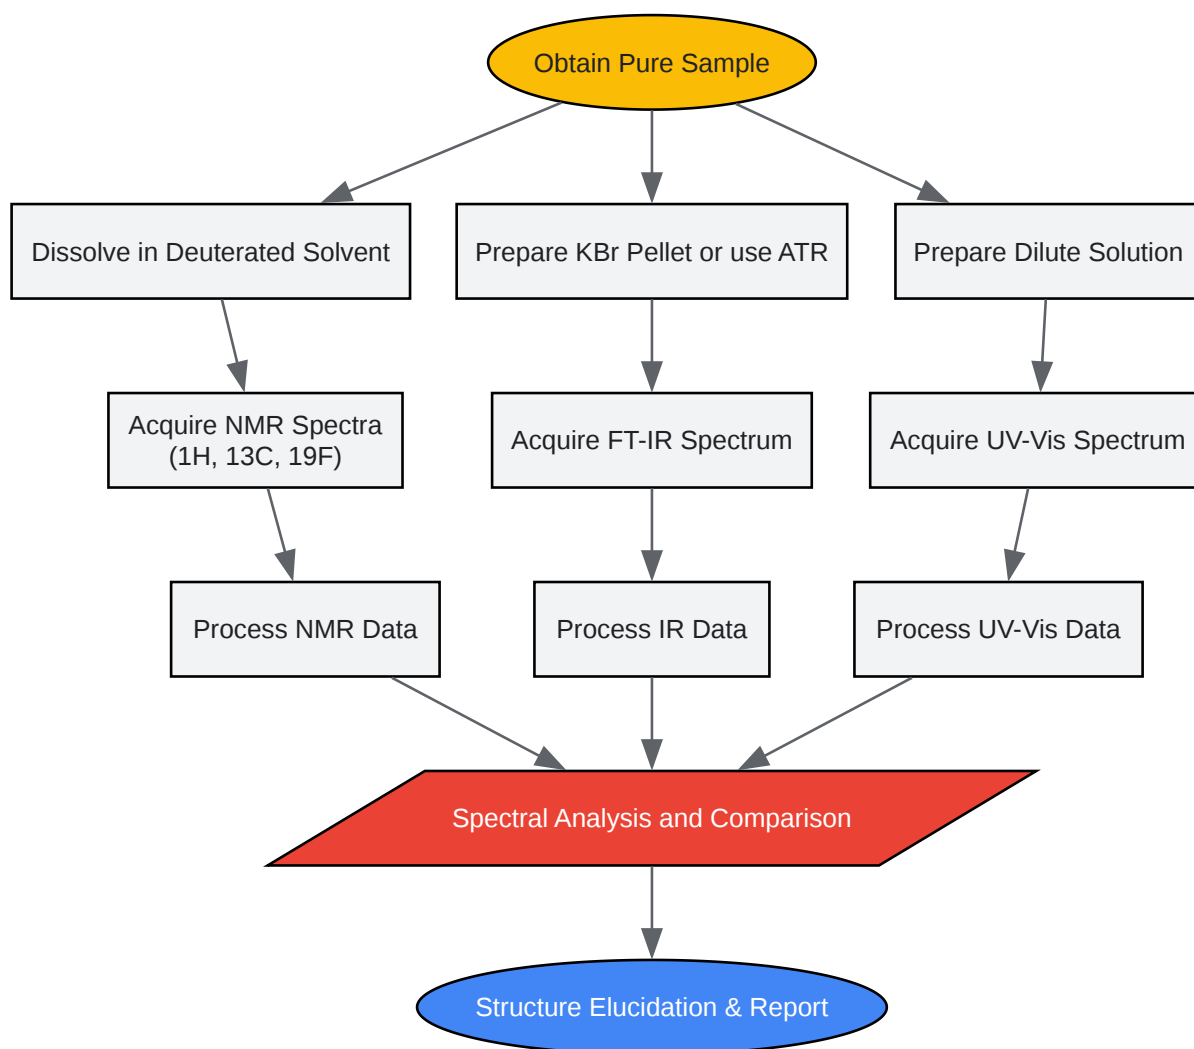 Obtain Pure Sample
Dissolve in Deuterated Solvent
Prepare KBr Pellet or use ATR
Prepare Dilute Solution
Acquire NMR Spectra
(1H, 13C, 19F)
Acquire FT-IR Spectrum
Acquire UV-Vis Spectrum
Process NMR Data
Process IR Data
Process UV-Vis Data
Spectral Analysis and Comparison
Structure Elucidation & Report